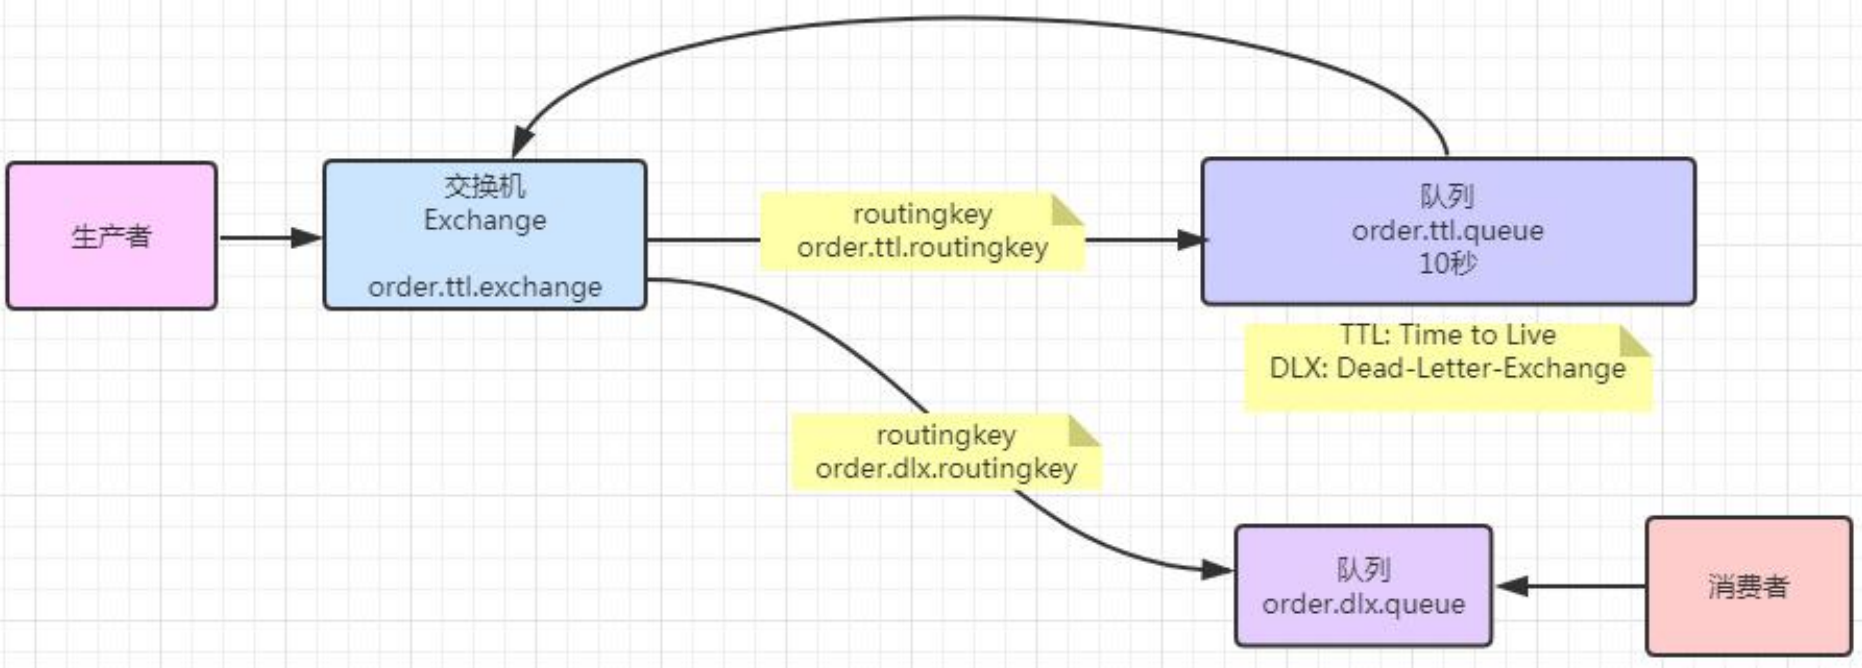 生产者
交换机
Exchange
order.ttl.exchange
routingkey
order.ttl.routingkey
队列
order.ttl.queue
10秒
TTL: Time to Live
DLX: Dead-Letter-Exchange
routingkey
order.dlx.routingkey
队列
order.dlx.queue
消费者